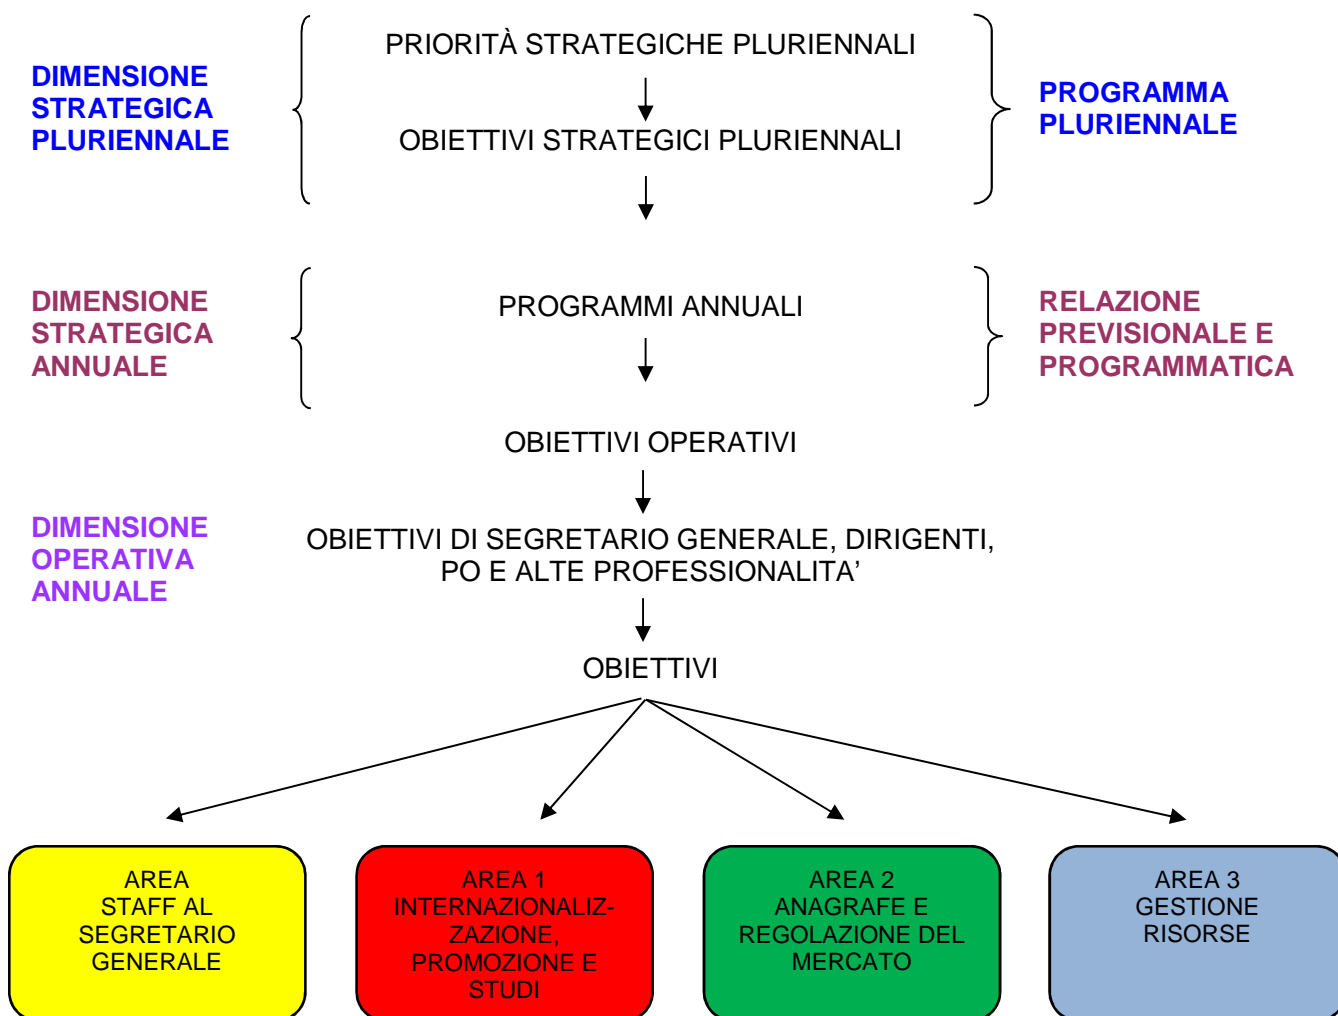 PRIORITÀ STRATEGICHE PLURIENNALI
DIMENSIONE
STRATEGICA
PLURIENNALE
PROGRAMMA
PLURIENNALE
OBIETTIVI STRATEGICI PLURIENNALI
DIMENSIONE
STRATEGICA
ANNUALE
PROGRAMMI ANNUALI
RELAZIONE
PREVISIONALE E
PROGRAMMATICA
OBIETTIVI OPERATIVI
DIMENSIONE
OPERATIVA
ANNUALE
OBIETTIVI DI SEGRETARIO GENERALE, DIRIGENTI,
PO E ALTE PROFESSIONALITA’
OBIETTIVI
AREA
STAFF AL
SEGRETARIO
GENERALE
AREA 1
INTERNAZIONALIZ-
ZAZIONE,
PROMOZIONE E
STUDI
AREA 2
ANAGRAFE E
REGOLAZIONE DEL
MERCATO
AREA 3
GESTIONE
RISORSE